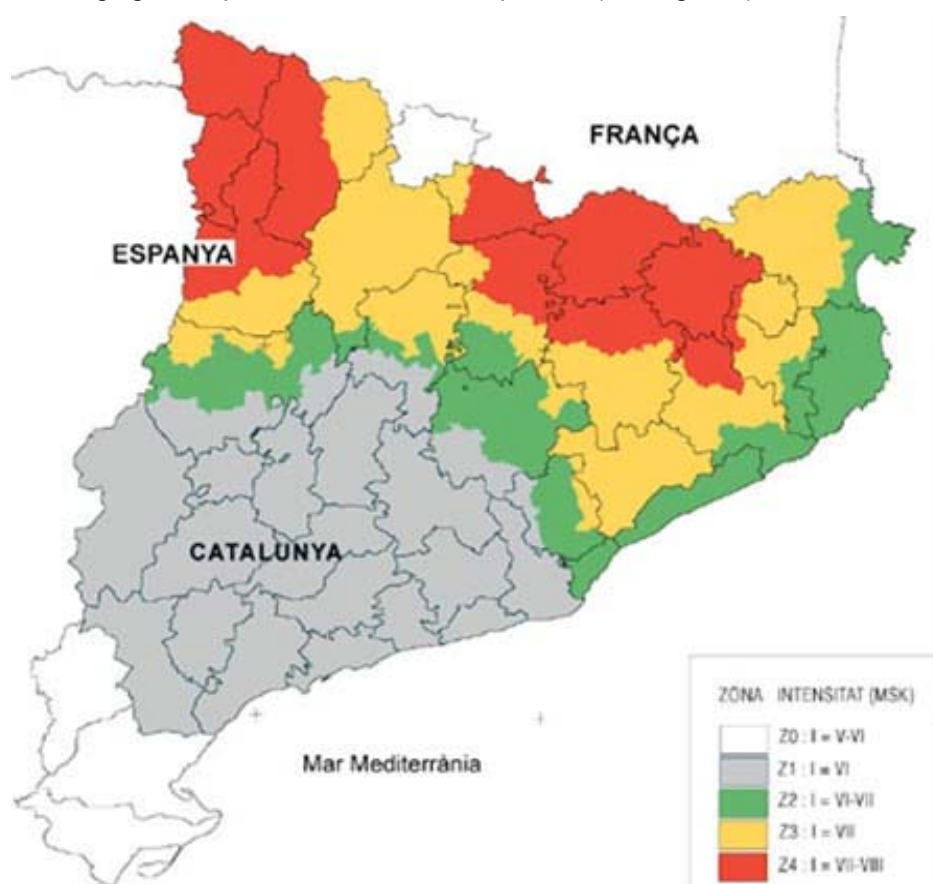 FRANÇA
ESPANYA
CATALUNYA
Mar Mediterrània
ZONA INTENSITAT (MSK)
Z0 : I = V-VI
Z1 : I = VI
Z2 : I = VI-VII
Z3 : I = VII
Z4 : I = VII-VIII